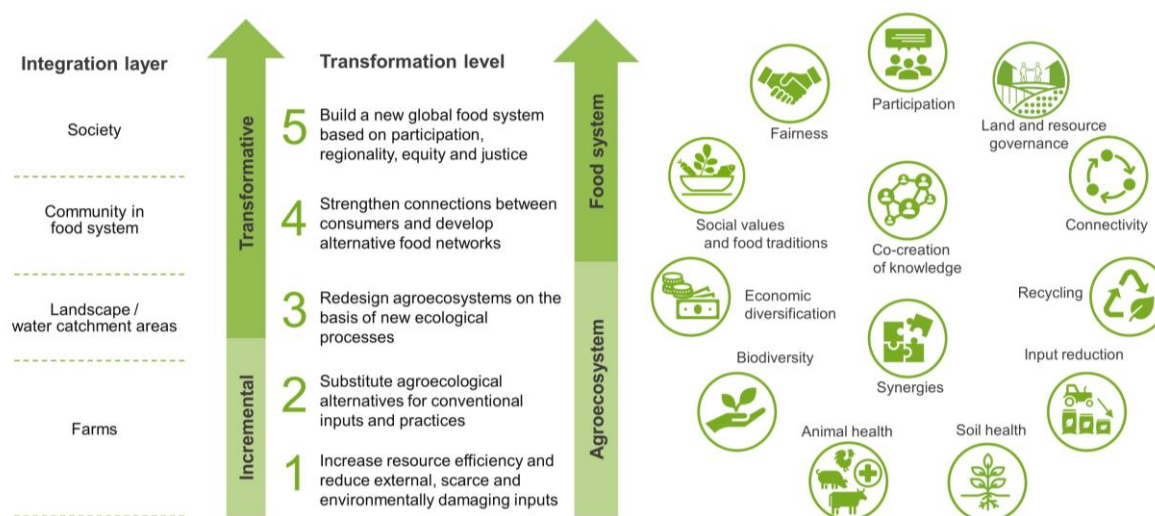 Integration layer
Society
Community in
food system
Landscape /
water catchment areas
Farms
Transformative
Incremental
Transformation level
5
Build a new global food system
based on participation,
regionality, equity and justice
4
Strengthen connections between
consumers and develop
alternative food networks
3
Redesign agroecosystems on the
basis of new ecological
processes
2
Substitute agroecological
alternatives for conventional
inputs and practices
1
Increase resource efficiency and
reduce external, scarce and
environmentally damaging inputs
Food system
Agroecosystem
Participation
Fairness
Land and resource
governance
Social values
and food traditions
Co-creation
of knowledge
Connectivity
Economic
diversification
Recycling
Biodiversity
Synergies
Input reduction
Animal health
Soil health